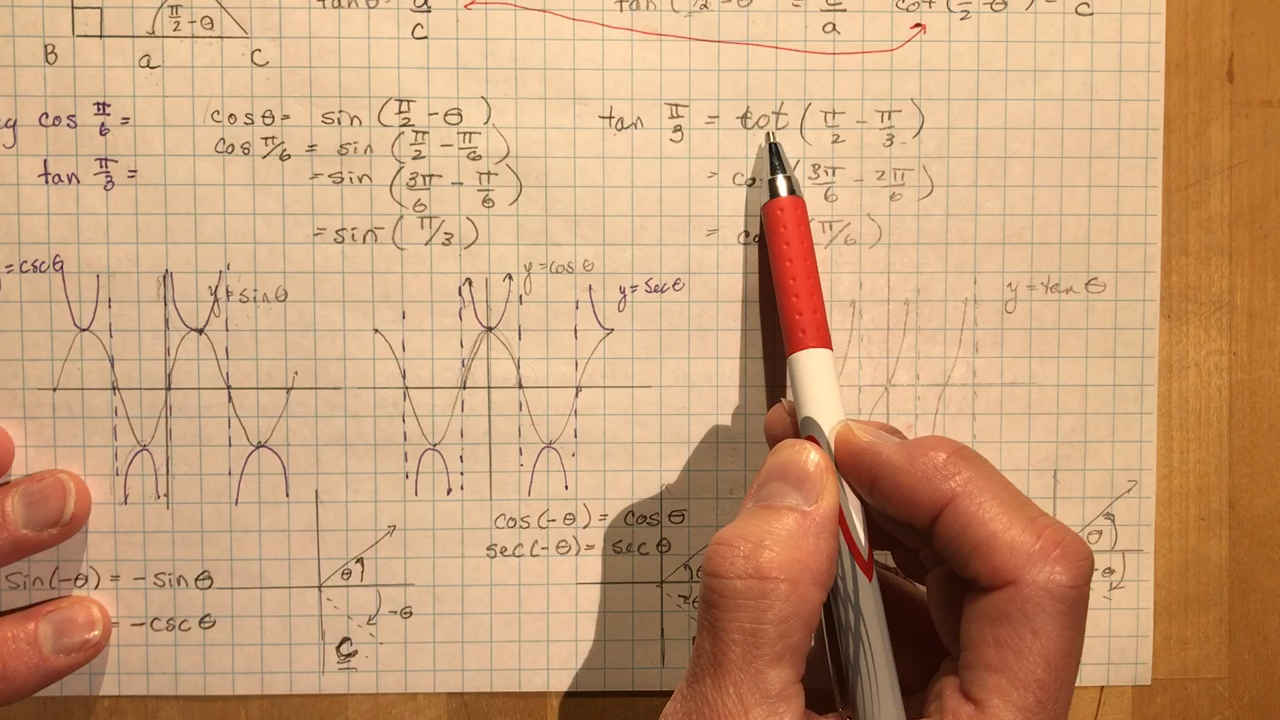 π/2 - θ
B a C
tan θ = a/c
tan (π/2 - θ) = c/a
cos π/6 =
tan π/3 =
cos θ = sin (π/2 - θ)
cos π/6 = sin (π/2 - π/6)
= sin (3π/6 - π/6)
= sin (π/3)
tan π/3 = cot (π/2 - π/3)
= (3π/6 - 2π/6)
= (π/6)
= csc θ
y = sin θ
y = cos θ
y = sec θ
y = tan θ
sin(-θ) = -sin θ
= -csc θ
θ
-θ
C
cos(-θ) = cos θ
sec(-θ) = sec θ
θ